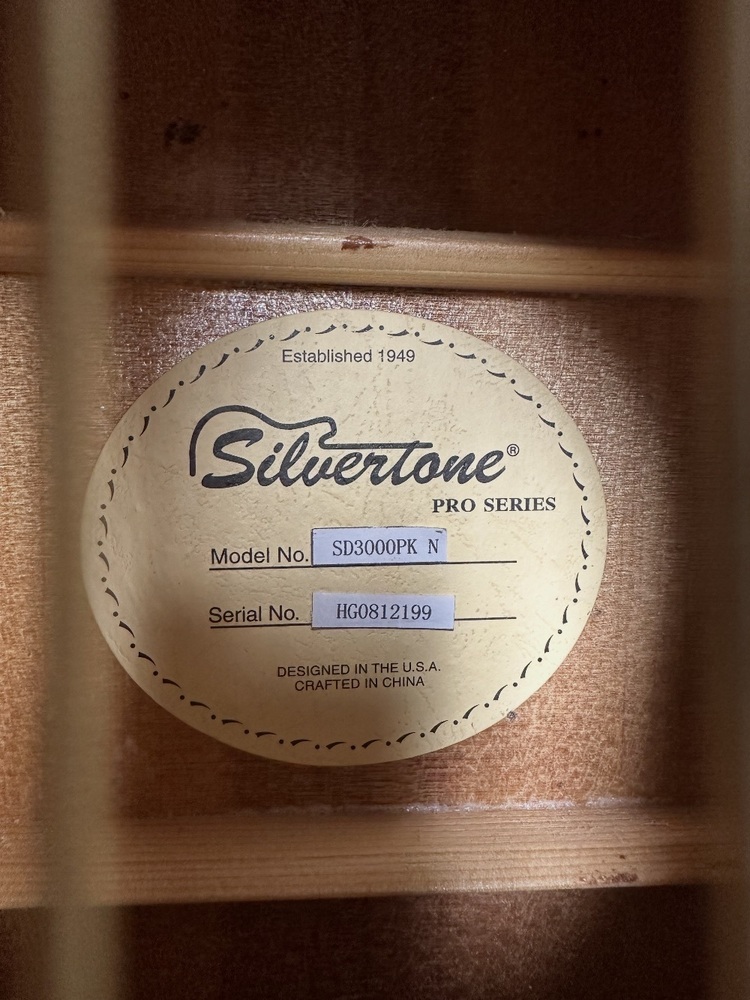 Established 1949
Silvertone®
PRO SERIES
Model No. SD3000PK N
Serial No. HG0812199
DESIGNED IN THE U.S.A.
CRAFTED IN CHINA